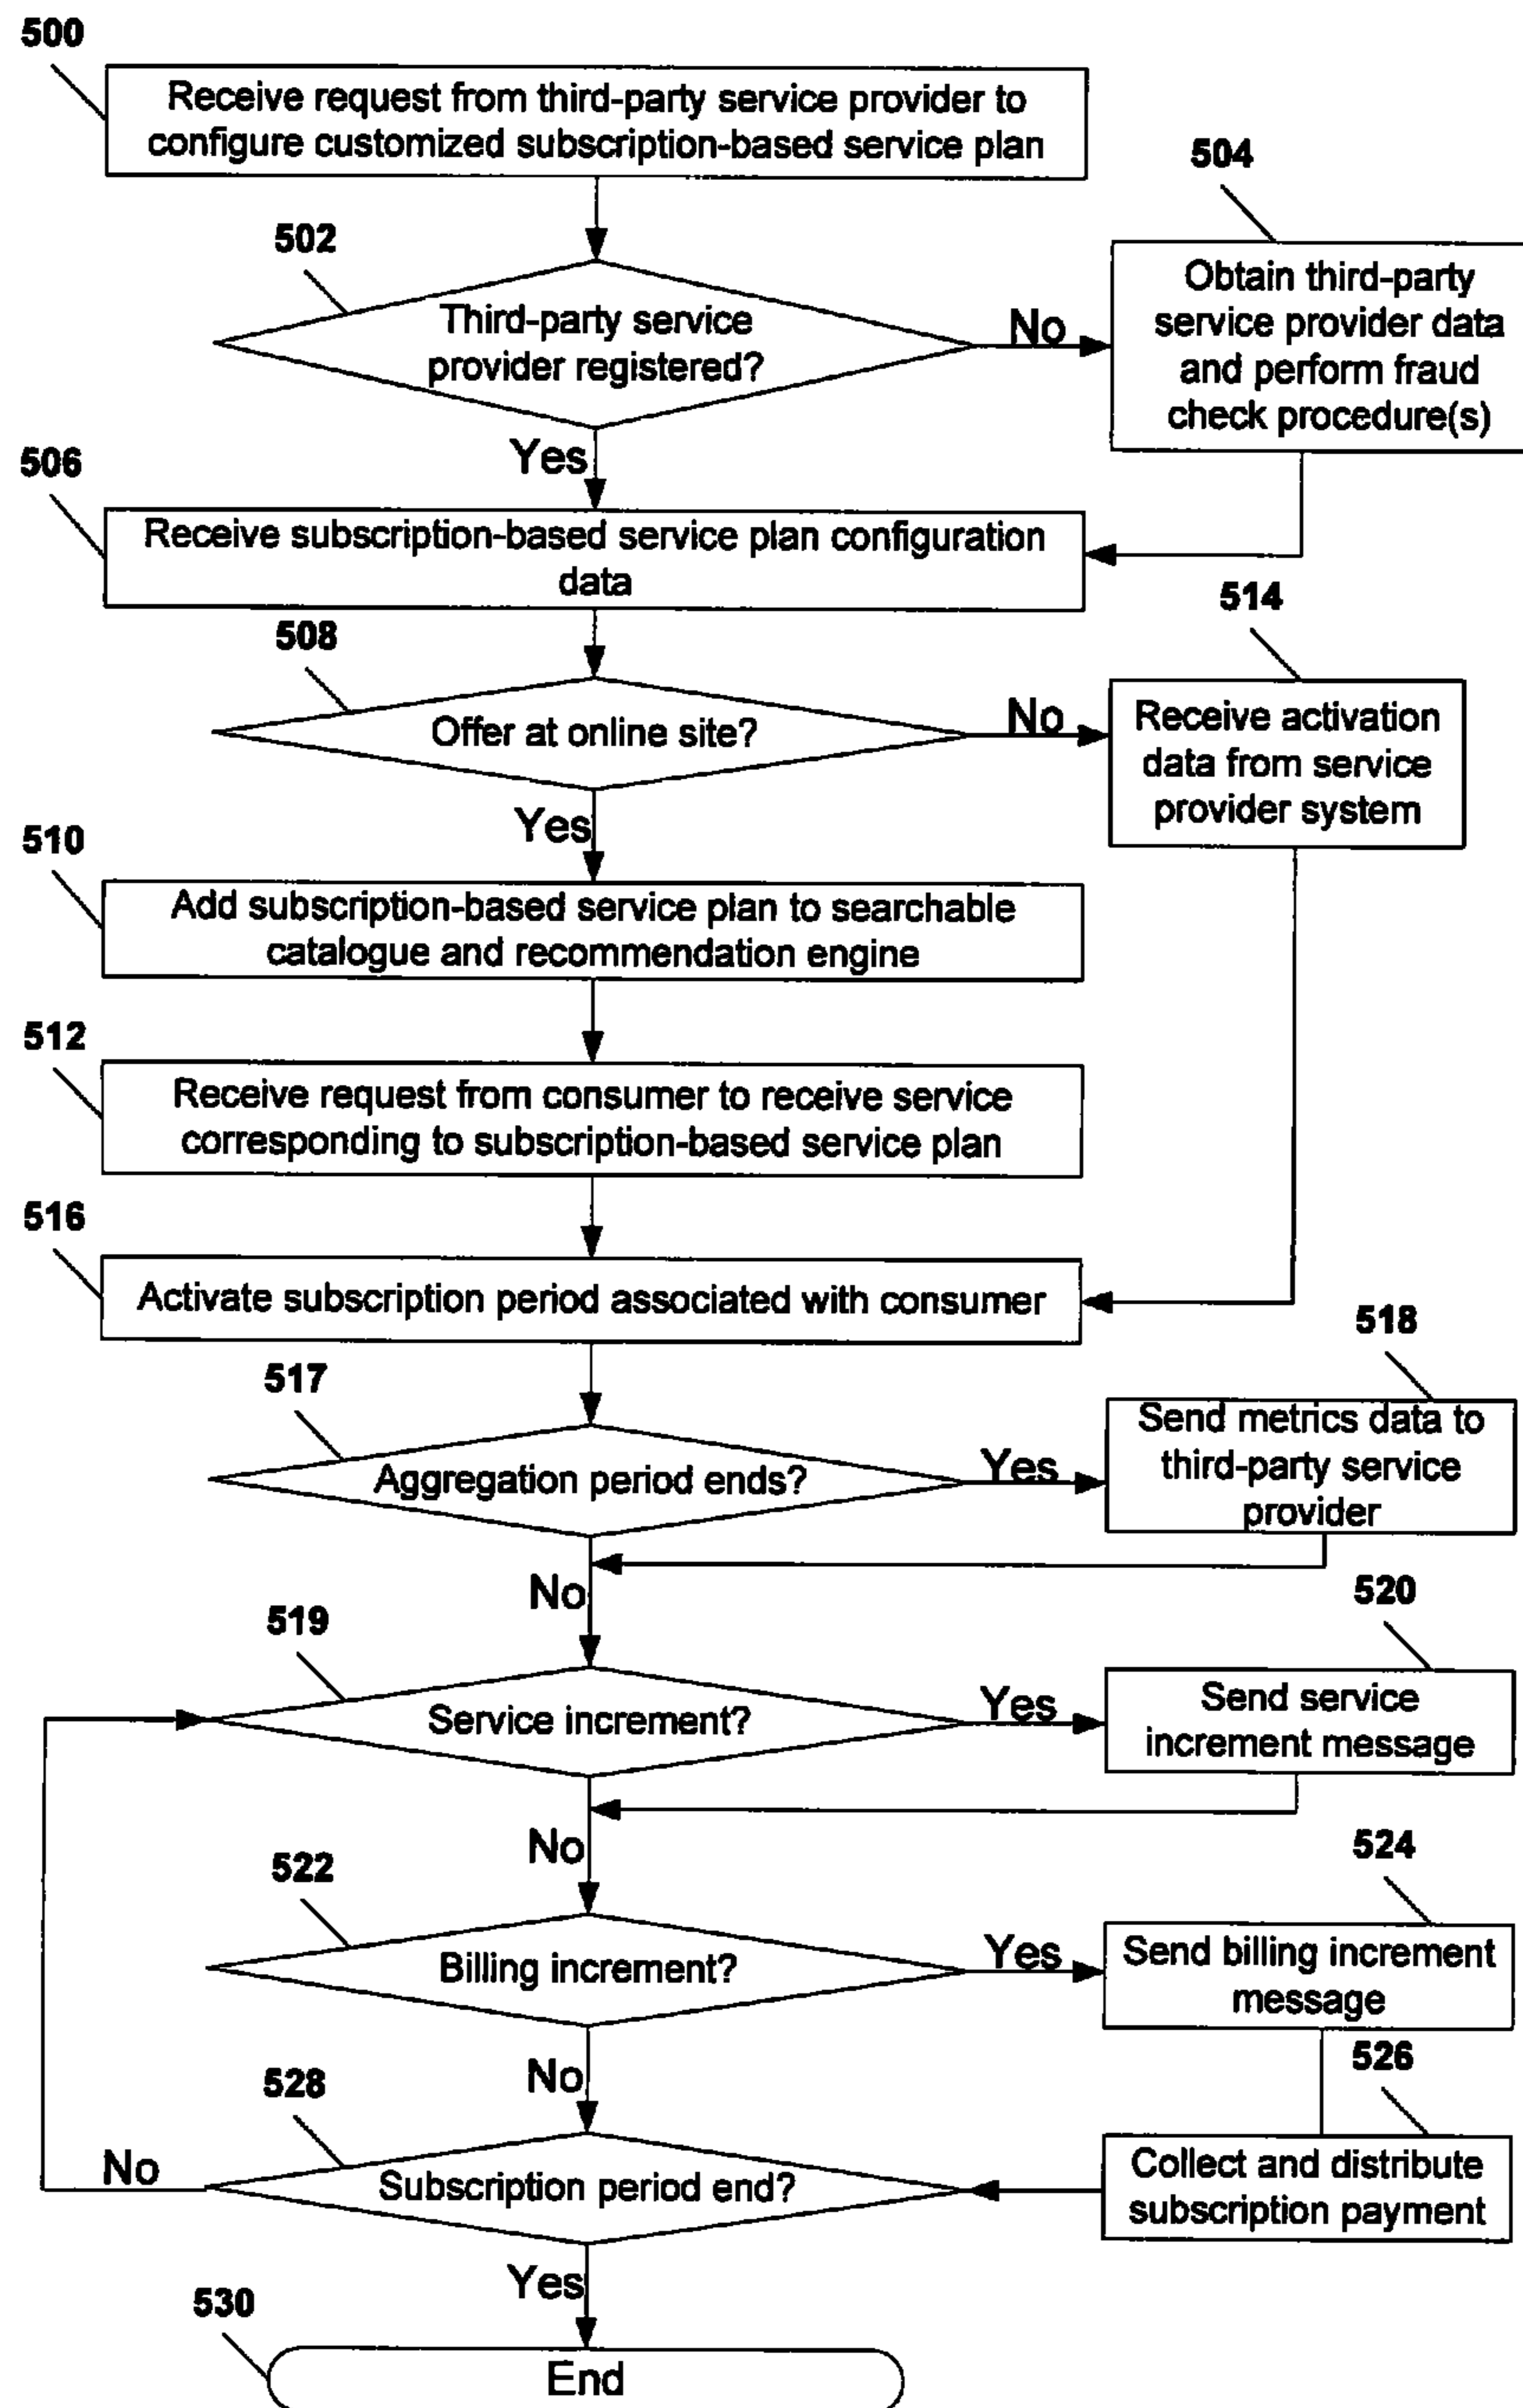 500
Receive request from third-party service provider to
configure customized subscription-based service plan
502
Third-party service
provider registered?
No
504
Obtain third-party
service provider data
and perform fraud
check procedure(s)
Yes
506
Receive subscription-based service plan configuration
data
508
Offer at online site?
No
514
Receive activation
data from service
provider system
Yes
510
Add subscription-based service plan to searchable
catalogue and recommendation engine
512
Receive request from consumer to receive service
corresponding to subscription-based service plan
516
Activate subscription period associated with consumer
517
Aggregation period ends?
Yes
518
Send metrics data to
third-party service
provider
No
519
Service increment?
Yes
520
Send service
increment message
No
522
Billing increment?
Yes
524
Send billing increment
message
No
526
Collect and distribute
subscription payment
528
Subscription period end?
No
Yes
530
End